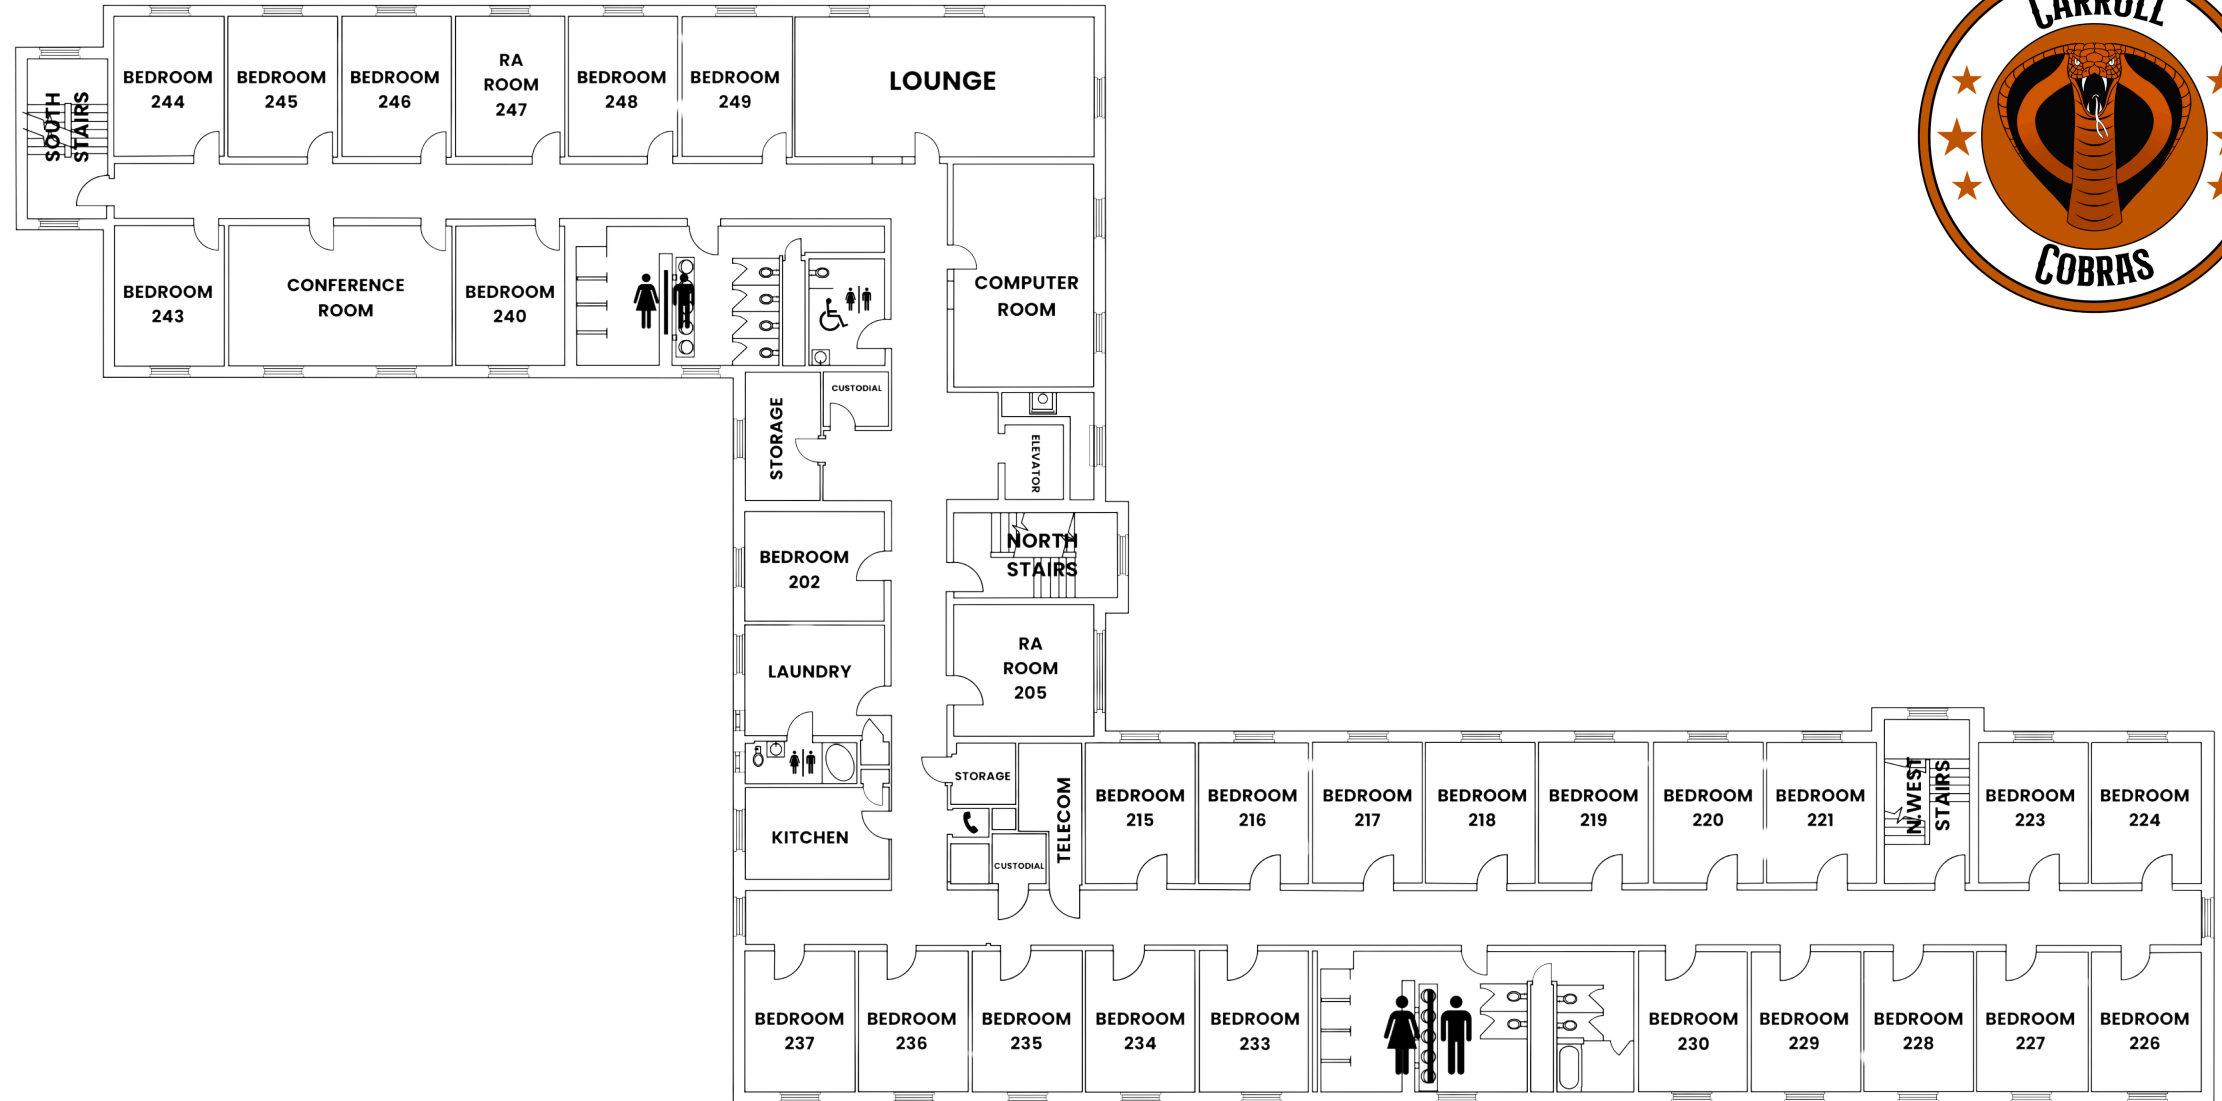 CARROLL
COBRAS
SOUTH
STAIRS
BEDROOM
244
BEDROOM
245
BEDROOM
246
RA
ROOM
247
BEDROOM
248
BEDROOM
249
LOUNGE
BEDROOM
243
CONFERENCE
ROOM
BEDROOM
240
COMPUTER
ROOM
STORAGE
CUSTODIAL
ELEVATOR
BEDROOM
202
NORTH
STAIRS
LAUNDRY
RA
ROOM
205
KITCHEN
STORAGE
TELECOM
CUSTODIAL
BEDROOM
215
BEDROOM
216
BEDROOM
217
BEDROOM
218
BEDROOM
219
BEDROOM
220
BEDROOM
221
N.WEST
STAIRS
BEDROOM
223
BEDROOM
224
BEDROOM
237
BEDROOM
236
BEDROOM
235
BEDROOM
234
BEDROOM
233
BEDROOM
230
BEDROOM
229
BEDROOM
228
BEDROOM
227
BEDROOM
226